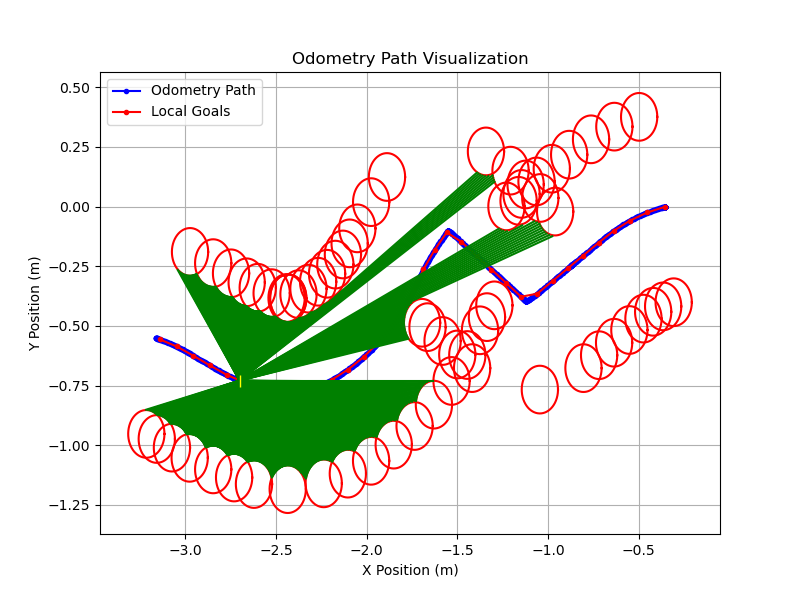 Odometry Path Visualization
Odometry Path
Local Goals
Y Position (m)
0.50
0.25
0.00
−0.25
−0.50
−0.75
−1.00
−1.25
−3.0 −2.5 −2.0 −1.5 −1.0 −0.5
X Position (m)